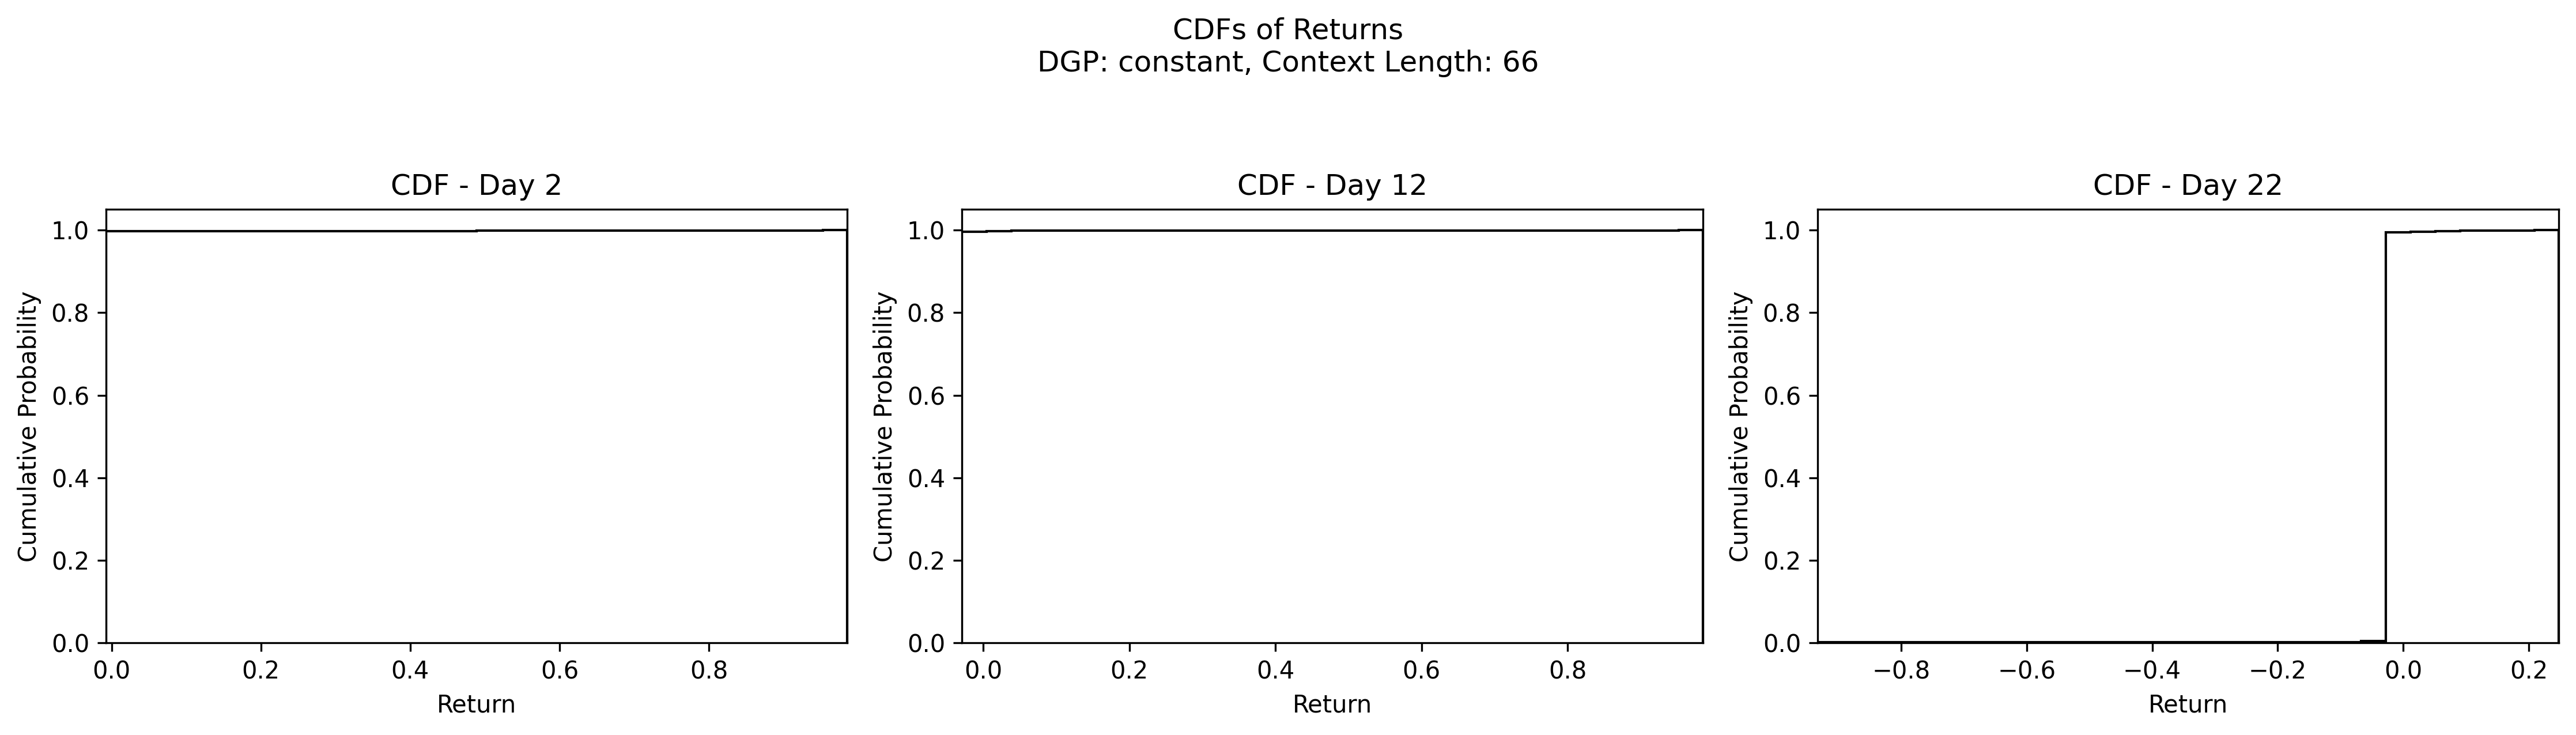 CDFs of Returns
DGP: constant, Context Length: 66
CDF - Day 2
1.0
0.8
0.6
0.4
0.2
0.0
Cumulative Probability
0.0 0.2 0.4 0.6 0.8
Return
CDF - Day 12
1.0
0.8
0.6
0.4
0.2
0.0
Cumulative Probability
0.0 0.2 0.4 0.6 0.8
Return
CDF - Day 22
1.0
0.8
0.6
0.4
0.2
0.0
Cumulative Probability
−0.8 −0.6 −0.4 −0.2 0.0 0.2
Return